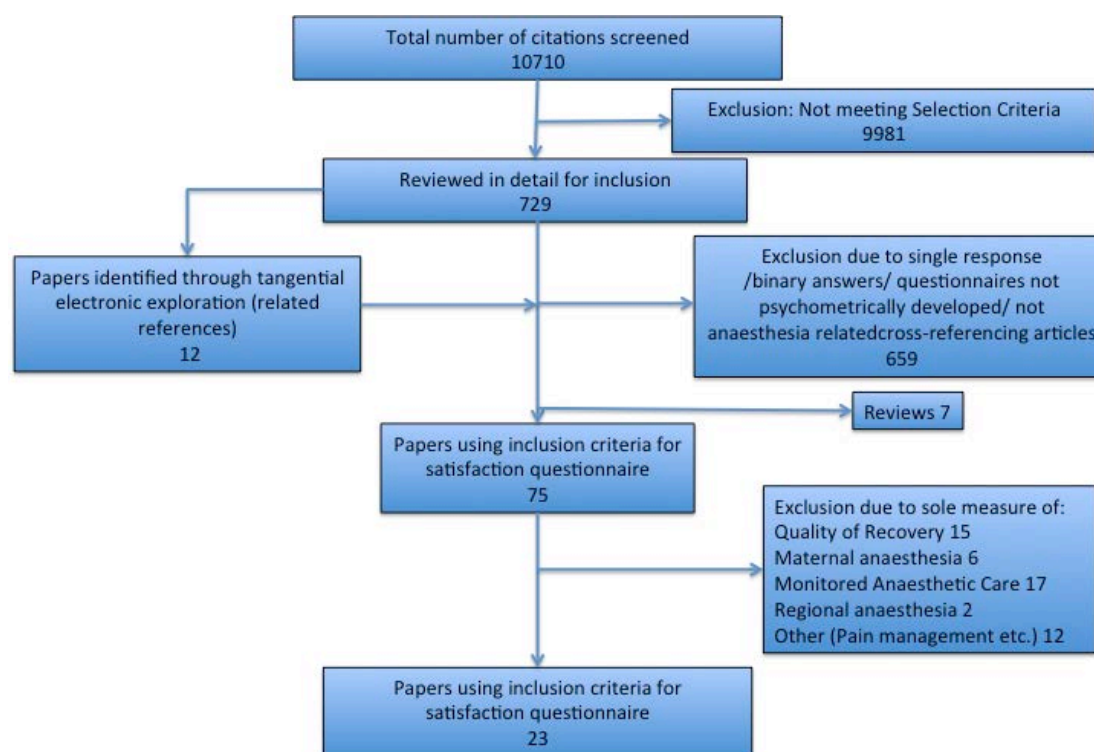 Total number of citations screened
10710
Exclusion: Not meeting Selection Criteria
9981
Reviewed in detail for inclusion
729
Papers identified through tangential
electronic exploration (related
references)
12
Exclusion due to single response
/binary answers/ questionnaires not
psychometrically developed/ not
anaesthesia relatedcross-referencing articles
659
Reviews 7
Papers using inclusion criteria for
satisfaction questionnaire
75
Exclusion due to sole measure of:
Quality of Recovery 15
Maternal anaesthesia 6
Monitored Anaesthetic Care 17
Regional anaesthesia 2
Other (Pain management etc.) 12
Papers using inclusion criteria for
satisfaction questionnaire
23